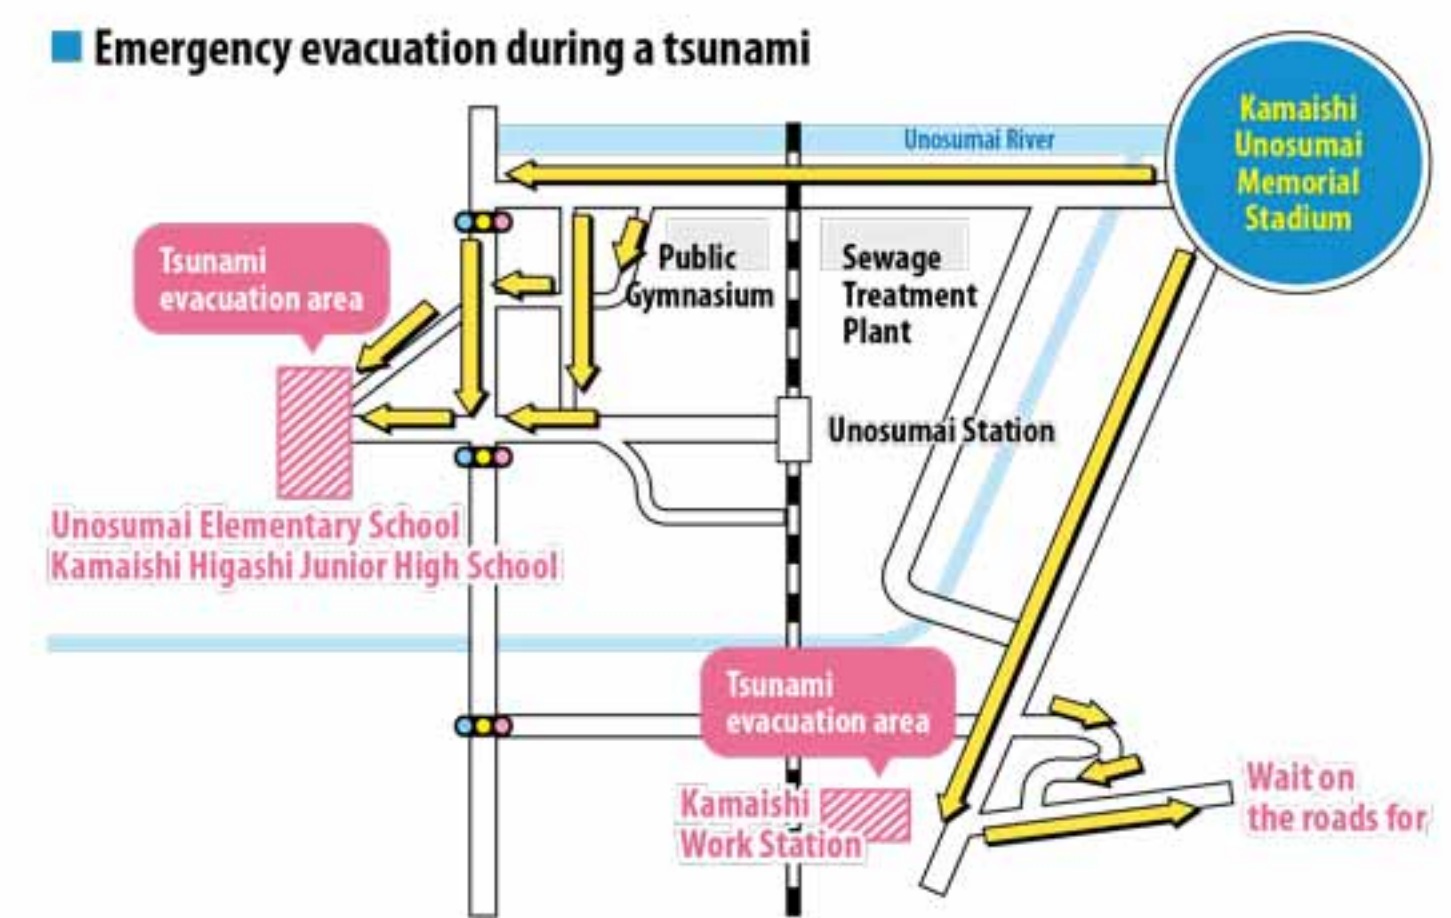 Emergency evacuation during a tsunami
Kamaishi
Unosumai
Memorial
Stadium
Unosumai River
Tsunami
evacuation area
Public
Gymnasium
Sewage
Treatment
Plant
Unosumai Station
Unosumai Elementary School
Kamaishi Higashi Junior High School
Tsunami
evacuation area
Kamaishi
Work Station
Wait on
the roads for